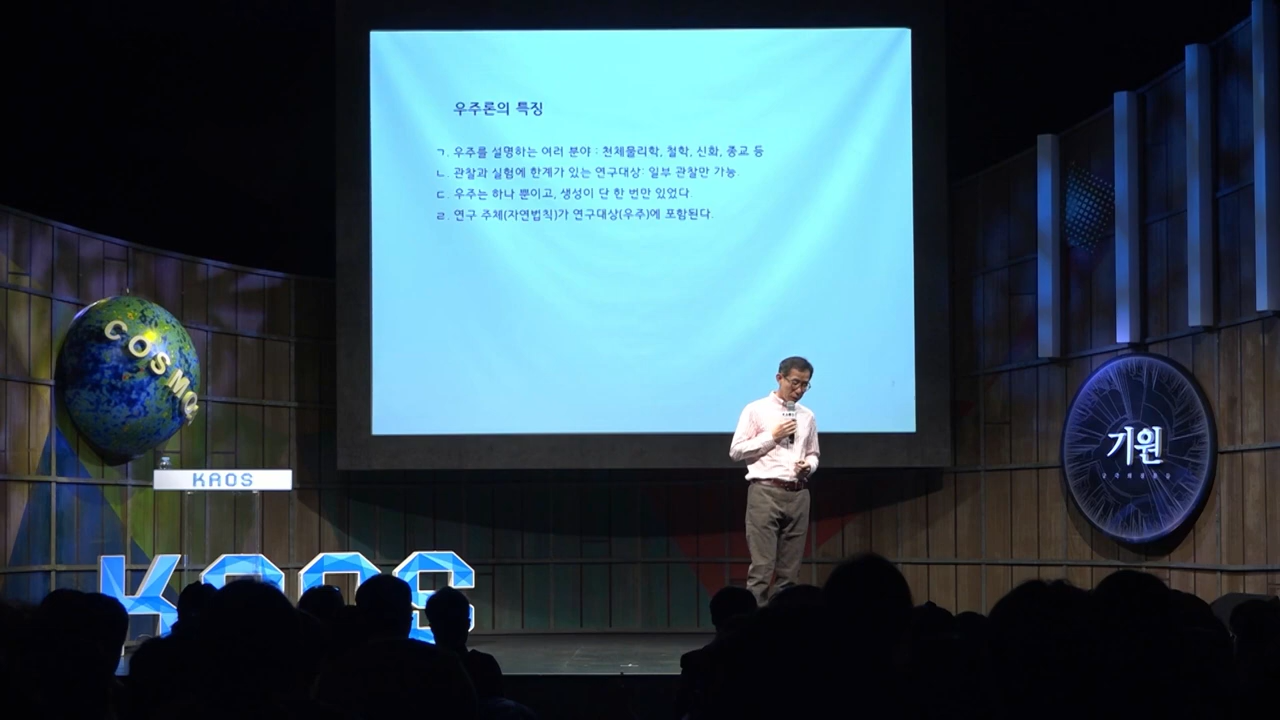 우주론의 특징
ㄱ. 우주를 설명하는 여러 분야 : 천체물리학, 철학, 신화, 종교 등
ㄴ. 관찰과 실험에 한계가 있는 연구대상: 일부 관찰만 가능.
ㄷ. 우주는 하나 뿐이고, 생성이 단 한 번만 있었다.
ㄹ. 연구 주체(자연법칙)가 연구대상(우주)에 포함된다.
COSMOS
KAOS
기원
KAOS